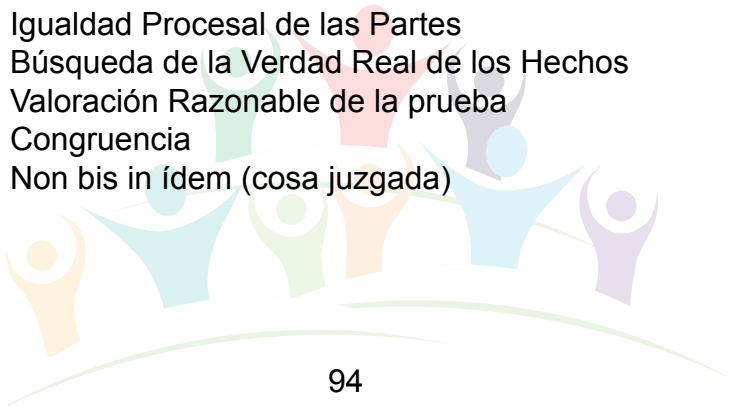 Igualdad Procesal de las Partes
Búsqueda de la Verdad Real de los Hechos
Valoración Razonable de la prueba
Congruencia
Non bis in ídem (cosa juzgada)
94